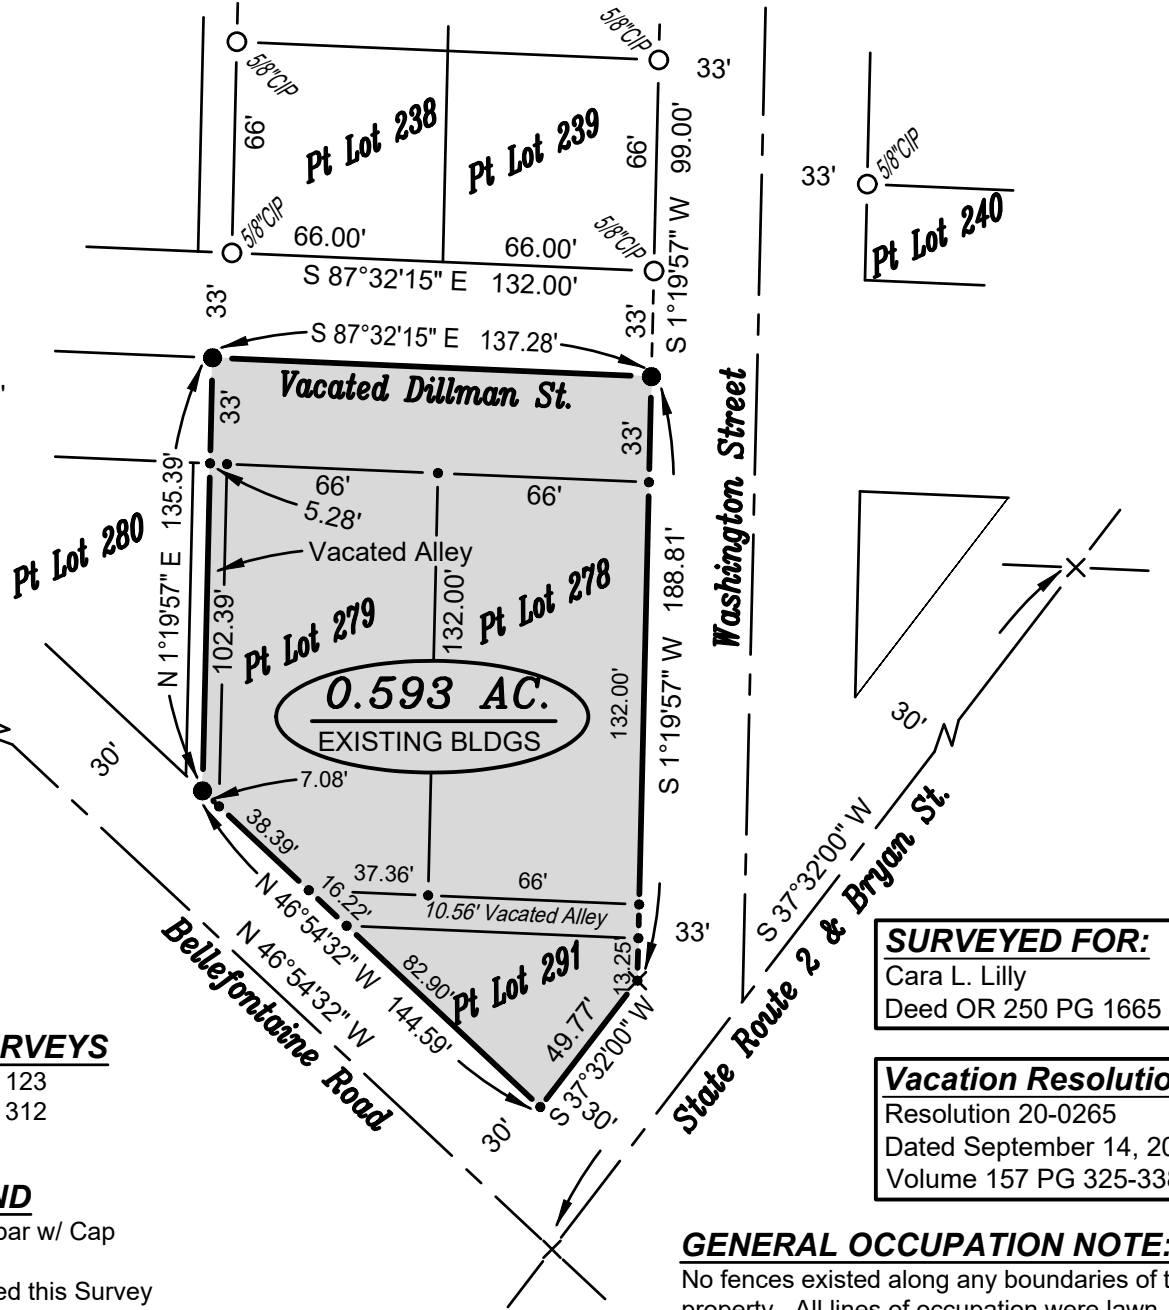 5/8"CIP
33'
5/8"CIP
66'
Pt Lot 238
Pt Lot 239
66'
S 1°19'57" W 99.00'
33'
5/8"CIP
5/8"CIP
66.00'
66.00'
5/8"CIP
Pt Lot 240
S 87°32'15" E 132.00'
33'
33'
S 87°32'15" E 137.28'
Vacated Dillman St.
33'
33'
Washington Street
66'
66'
5.28'
N 1°19'57" E 135.39'
Vacated Alley
Pt Lot 280
102.39'
Pt Lot 279
132.00'
Pt Lot 278
S 1°19'57" W 188.81'
132.00'
0.593 AC.
EXISTING BLDGS
30'
30'
7.08'
38.39'
37.36'
66'
16.22'
10.56' Vacated Alley
33'
N 46°54'32" W 144.59'
N 46°54'32" W
Bellefontaine Road
82.90'
Pt Lot 291
13.25'
49.77'
S 37°32'00" W
30'
30'
S 37°32'00" W
State Route 2 & Bryan St.
SURVEYED FOR:
Cara L. Lilly
Deed OR 250 PG 1665
RVEYS
123
312
Vacation Resolutio
Resolution 20-0265
Dated September 14, 20
Volume 157 PG 325-338
ND
bar w/ Cap
ed this Survey
GENERAL OCCUPATION NOTE:
No fences existed along any boundaries of t
property. All lines of occupation were lawn